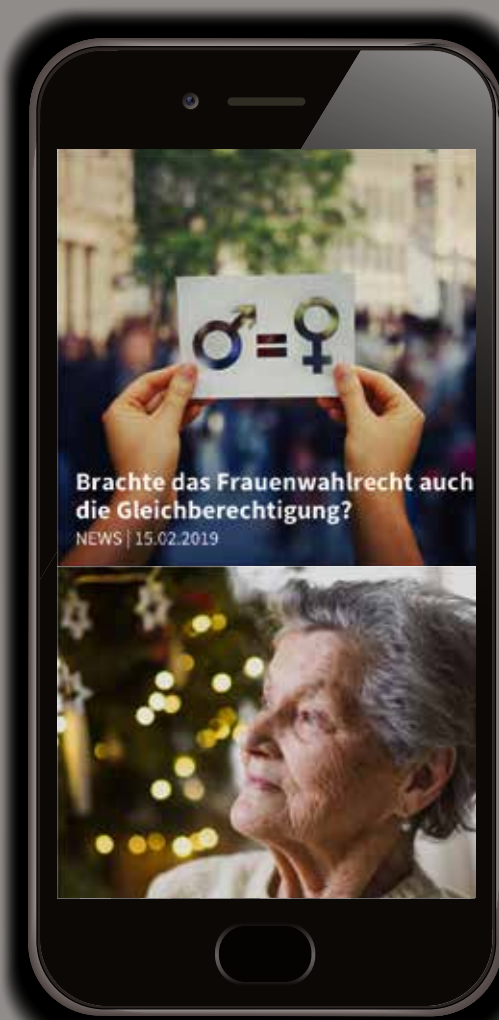 Brachte das Frauenwahlrecht auch
die Gleichberechtigung?
NEWS | 15.02.2019